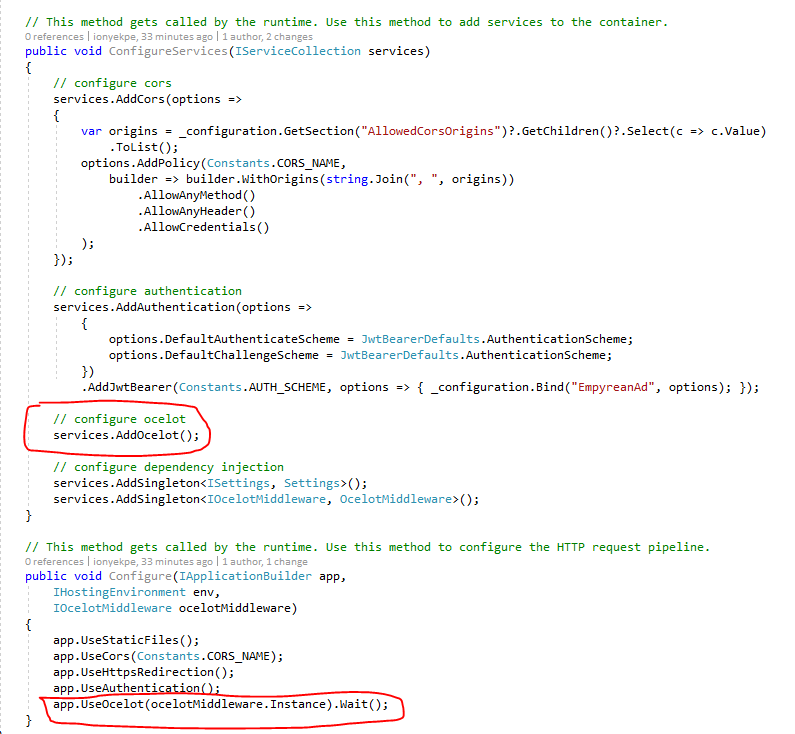 // This method gets called by the runtime. Use this method to add services to the container.
0 references | ionyekpe, 33 minutes ago | 1 author, 2 changes
public void ConfigureServices(IServiceCollection services)
{
// configure cors
services.AddCors(options =>
{
var origins = _configuration.GetSection("AllowedCorsOrigins")?.GetChildren()?.Select(c => c.Value)
.ToList();
options.AddPolicy(Constants.CORS_NAME,
builder => builder.WithOrigins(string.Join(", ", origins))
.AllowAnyMethod()
.AllowAnyHeader()
.AllowCredentials()
);
});
// configure authentication
services.AddAuthentication(options =>
{
options.DefaultAuthenticateScheme = JwtBearerDefaults.AuthenticationScheme;
options.DefaultChallengeScheme = JwtBearerDefaults.AuthenticationScheme;
})
.AddJwtBearer(Constants.AUTH_SCHEME, options => { _configuration.Bind("EmpyreanAd", options); });
// configure ocelot
services.AddOcelot();
// configure dependency injection
services.AddSingleton<ISettings, Settings>();
services.AddSingleton<IOcelotMiddleware, OcelotMiddleware>();
}
// This method gets called by the runtime. Use this method to configure the HTTP request pipeline.
0 references | ionyekpe, 33 minutes ago | 1 author, 1 change
public void Configure(IApplicationBuilder app,
IHostingEnvironment env,
IOcelotMiddleware ocelotMiddleware)
{
app.UseStaticFiles();
app.UseCors(Constants.CORS_NAME);
app.UseHttpsRedirection();
app.UseAuthentication();
app.UseOcelot(ocelotMiddleware.Instance).Wait();
}